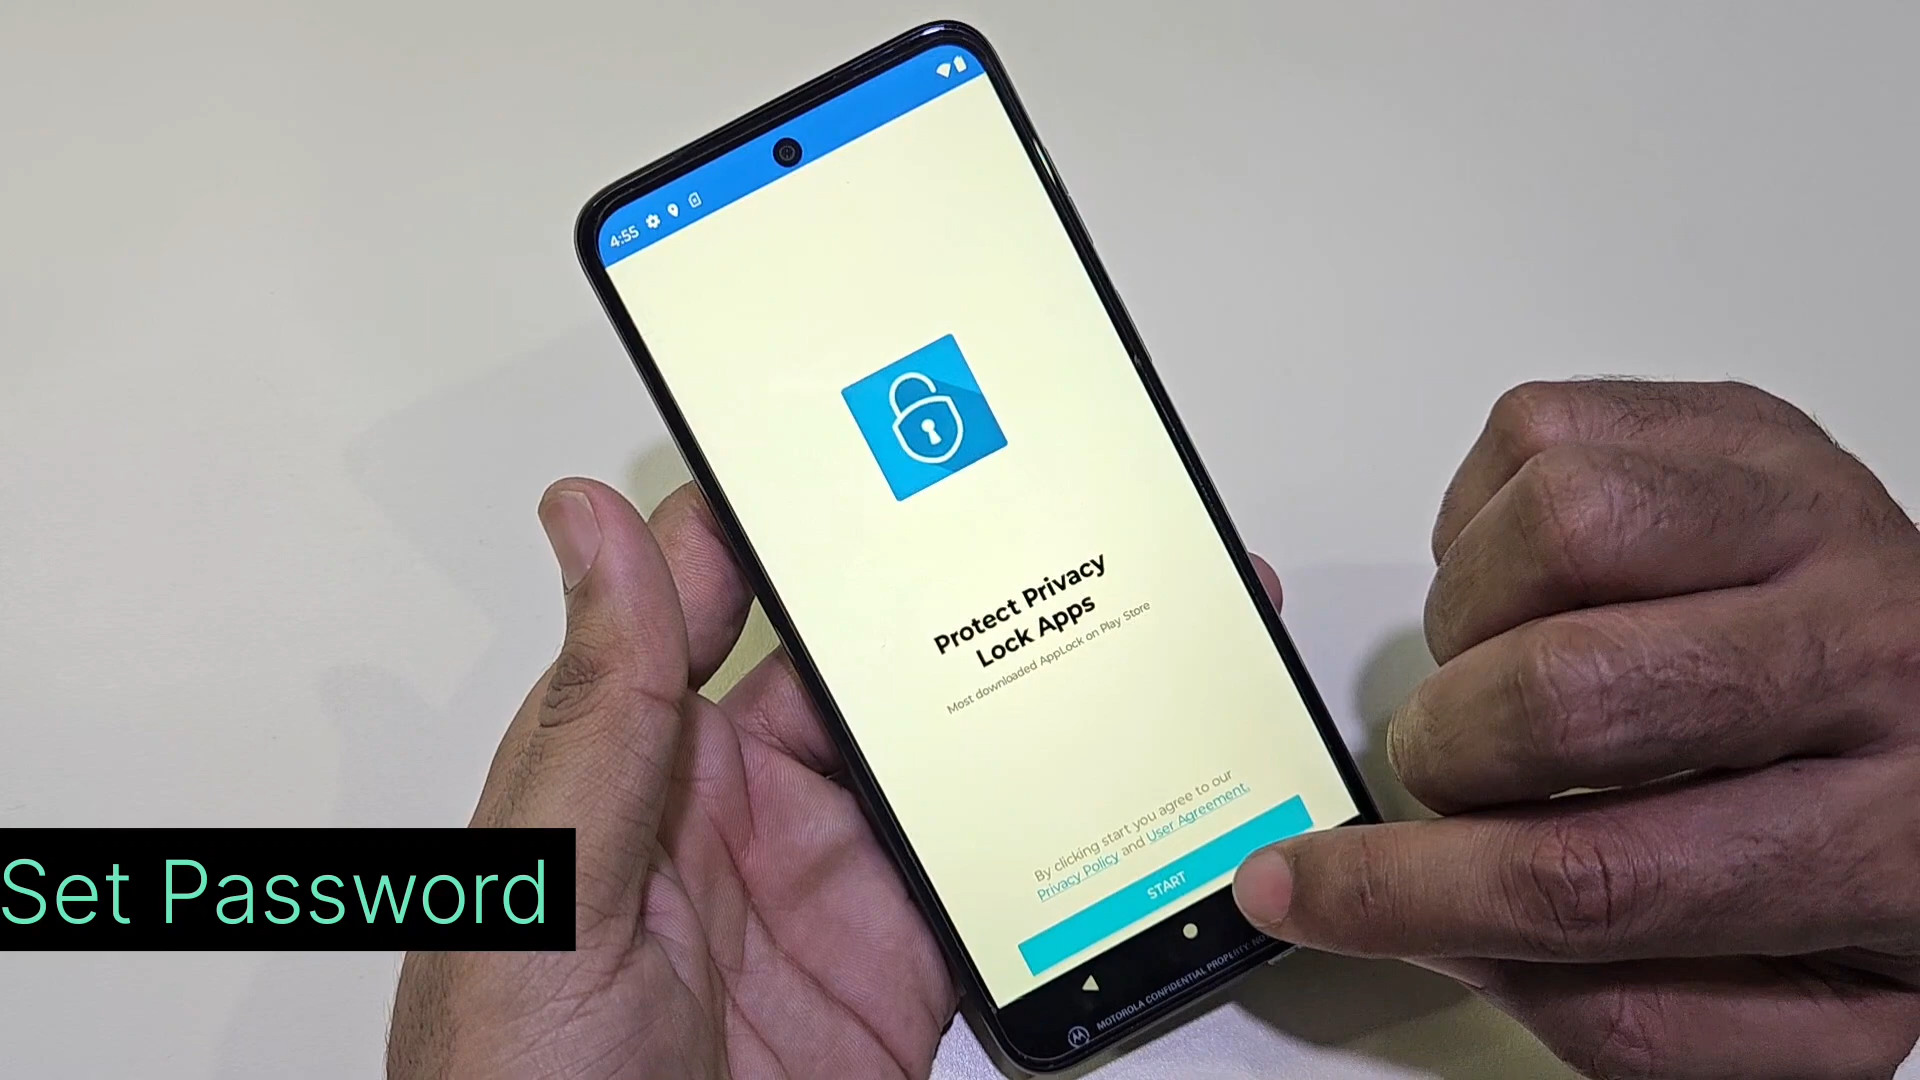 4:55
Protect Privacy
Lock Apps
Most downloaded AppLock on Play Store
By clicking start you agree to our
Privacy Policy and User Agreement.
START
MOTOROLA CONFIDENTIAL PROPERTY.
Set Password